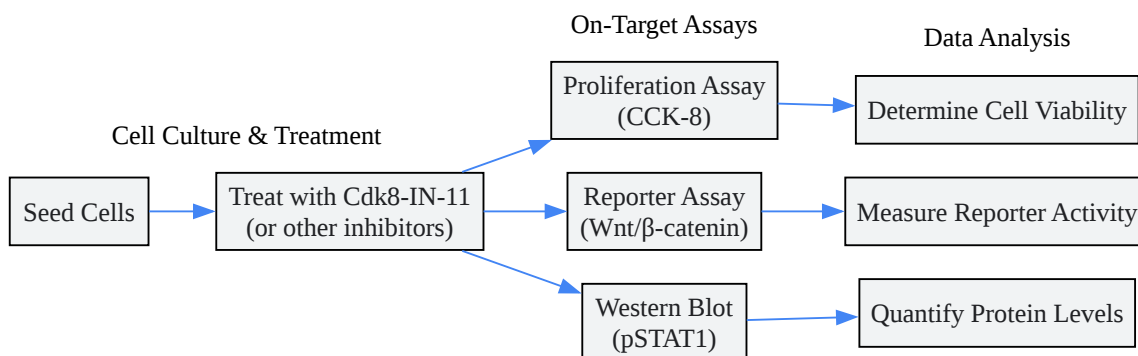 On-Target Assays
Data Analysis
Cell Culture & Treatment
Seed Cells
Treat with Cdk8-IN-11
(or other inhibitors)
Proliferation Assay
(CCK-8)
Determine Cell Viability
Reporter Assay
(Wnt/β-catenin)
Measure Reporter Activity
Western Blot
(pSTAT1)
Quantify Protein Levels